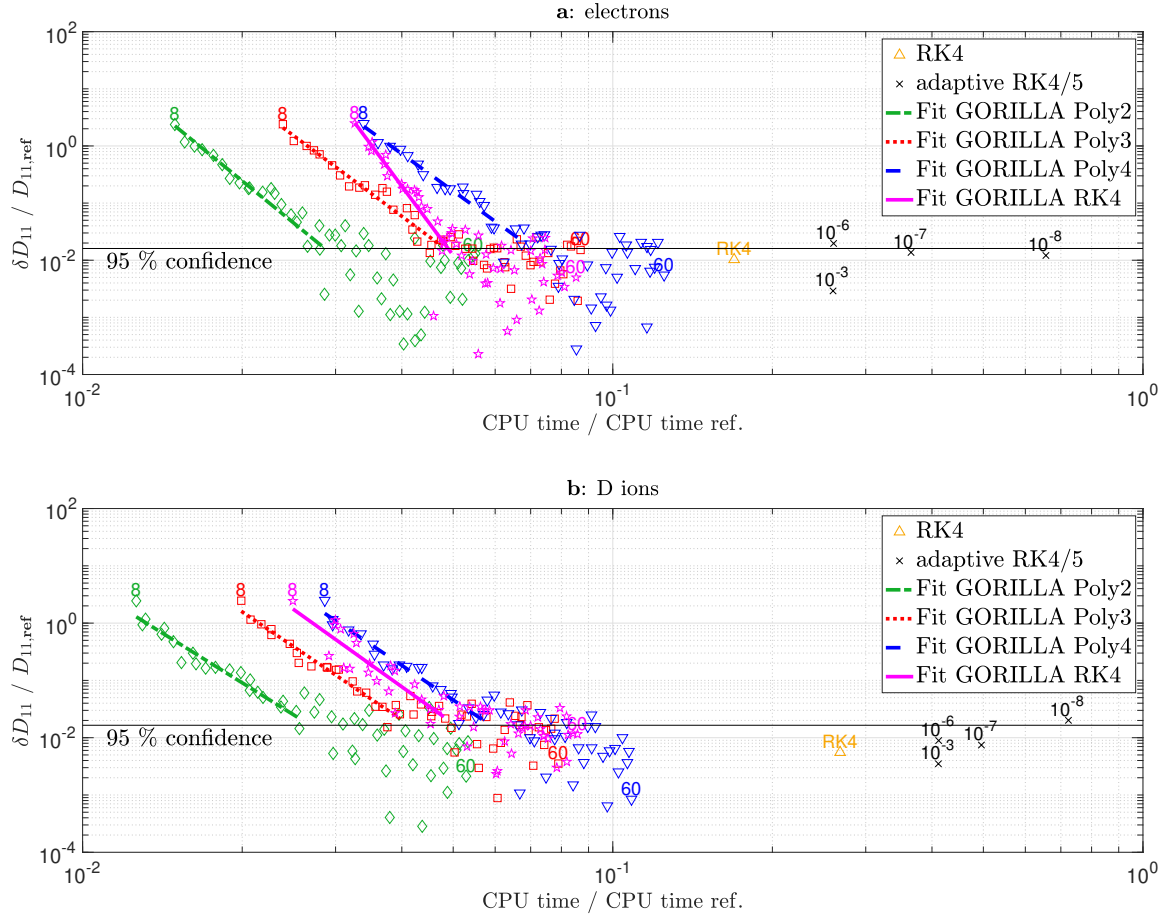 a: electrons
10^2
10^0
10^-2
10^-4
δD_11 / D_11,ref
8
8
8 8
95 % confidence
60
60
60
60
RK4
10^-6
10^-7
10^-8
10^-3
RK4
adaptive RK4/5
Fit GORILLA Poly2
Fit GORILLA Poly3
Fit GORILLA Poly4
Fit GORILLA RK4
10^-2
10^-1
10^0
CPU time / CPU time ref.
b: D ions
10^2
10^0
10^-2
10^-4
δD_11 / D_11,ref
8
8
8
8
95 % confidence
60
60
60
60
RK4
10^-6
10^-7
10^-8
10^-3
RK4
adaptive RK4/5
Fit GORILLA Poly2
Fit GORILLA Poly3
Fit GORILLA Poly4
Fit GORILLA RK4
10^-2
10^-1
10^0
CPU time / CPU time ref.